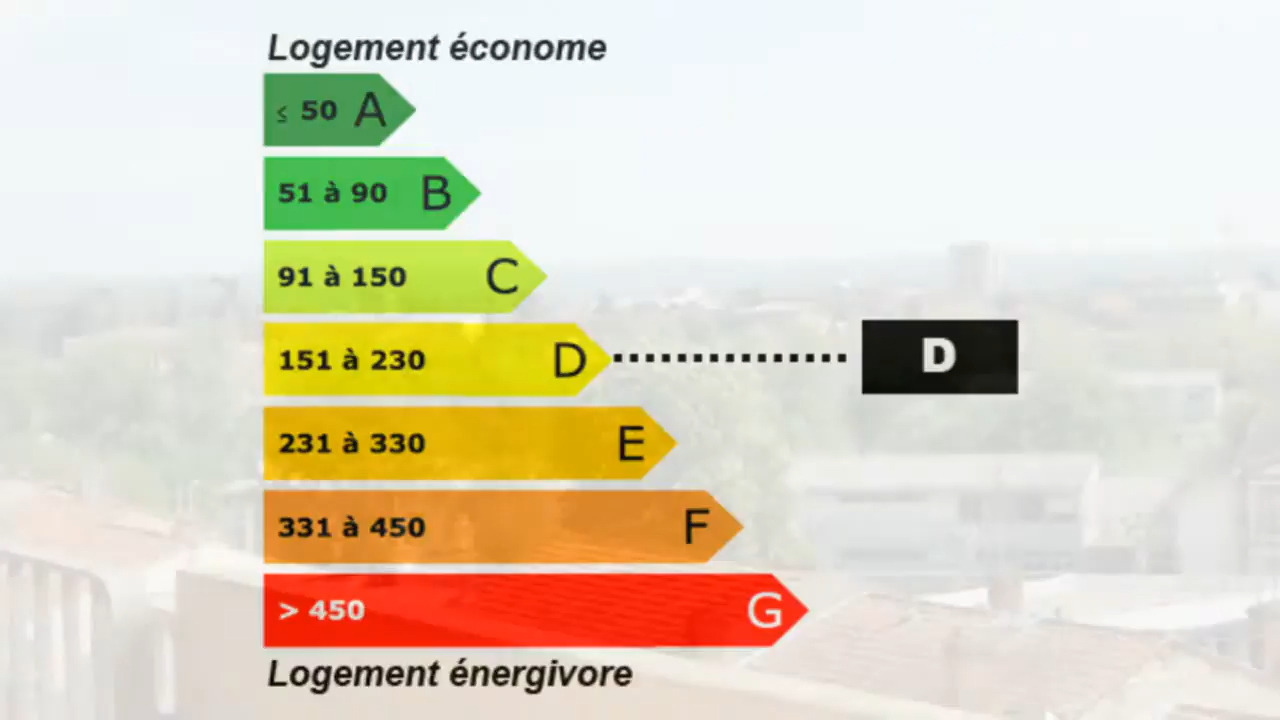 Logement économe
≤ 50 A
51 à 90 B
91 à 150 C
151 à 230 D D
231 à 330 E
331 à 450 F
> 450 G
Logement énergivore